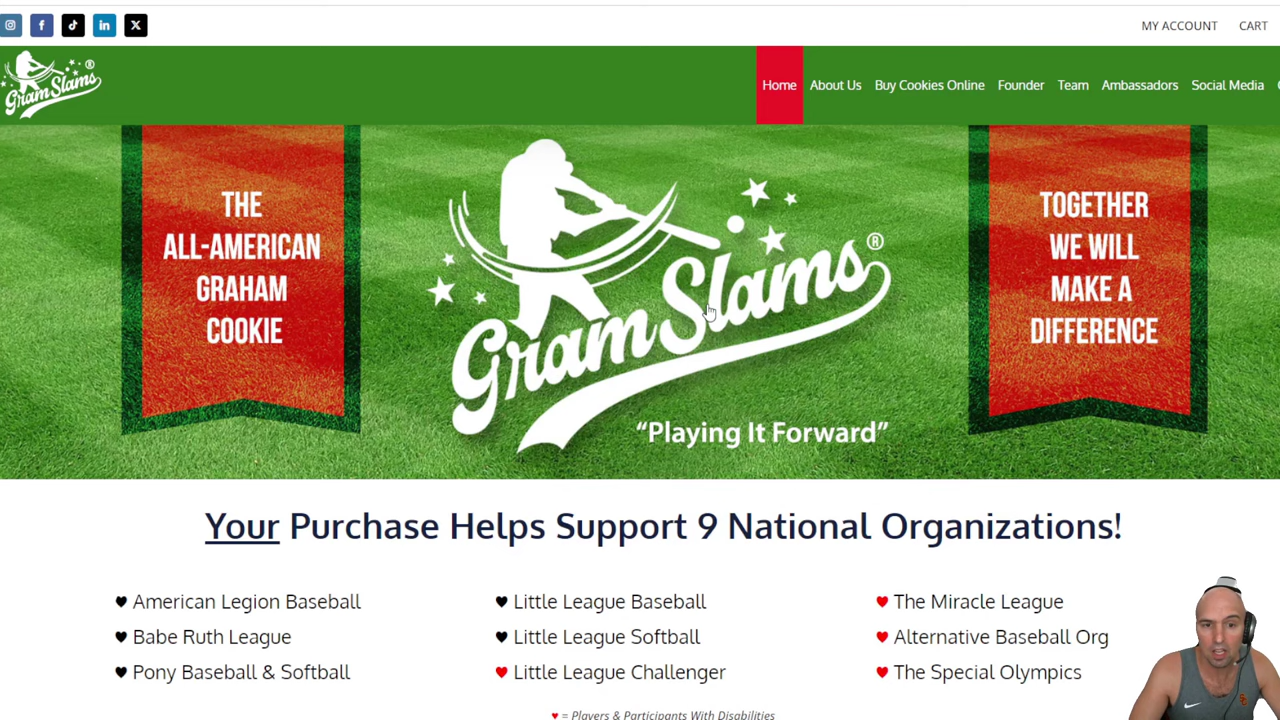 MY ACCOUNT CART
Gram Slams ®
Home About Us Buy Cookies Online Founder Team Ambassadors Social Media
THE
ALL-AMERICAN
GRAHAM
COOKIE
Gram Slams ®
"Playing It Forward"
TOGETHER
WE WILL
MAKE A
DIFFERENCE
Your Purchase Helps Support 9 National Organizations!
American Legion Baseball
Babe Ruth League
Pony Baseball & Softball
Little League Baseball
Little League Softball
Little League Challenger
The Miracle League
Alternative Baseball Org
The Special Olympics
= Players & Participants With Disabilities